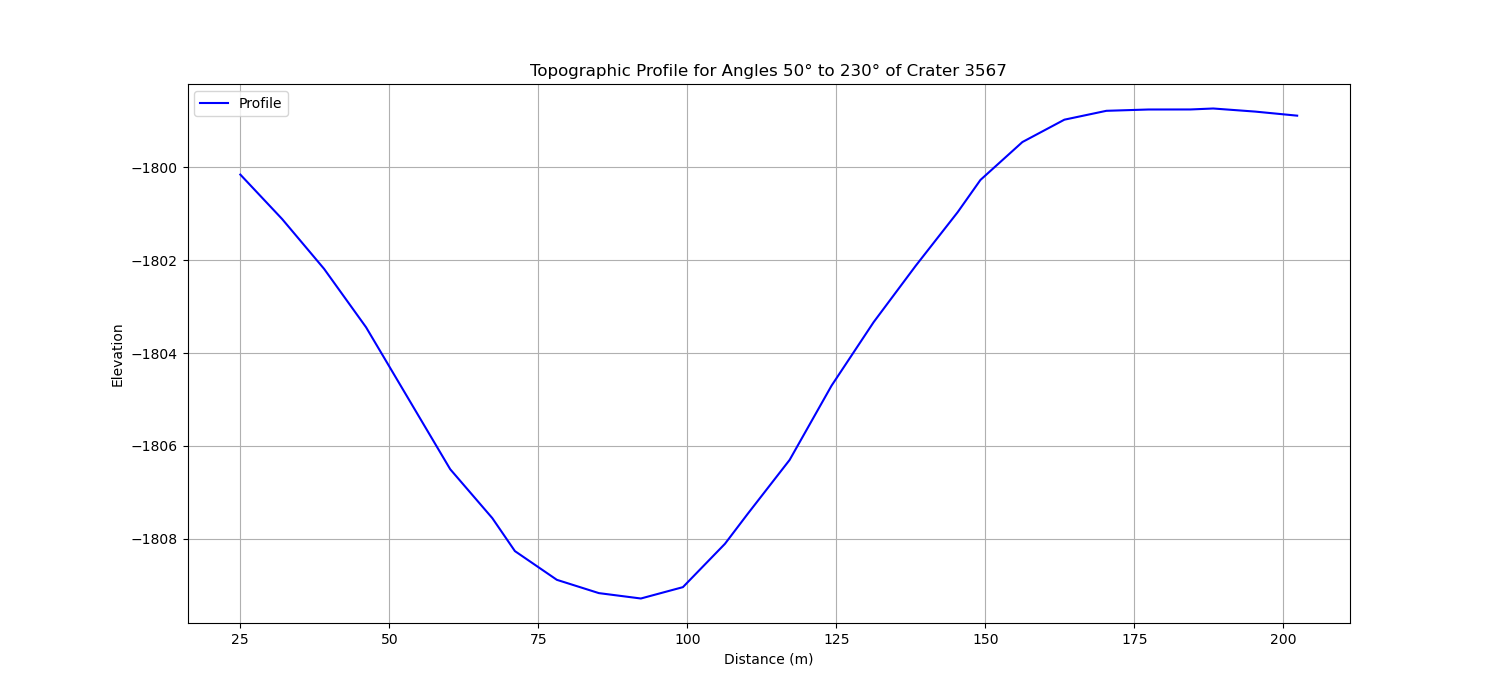 Topographic Profile for Angles 50° to 230° of Crater 3567
Profile
−1800
−1802
−1804
−1806
−1808
Elevation
25 50 75 100 125 150 175 200
Distance (m)